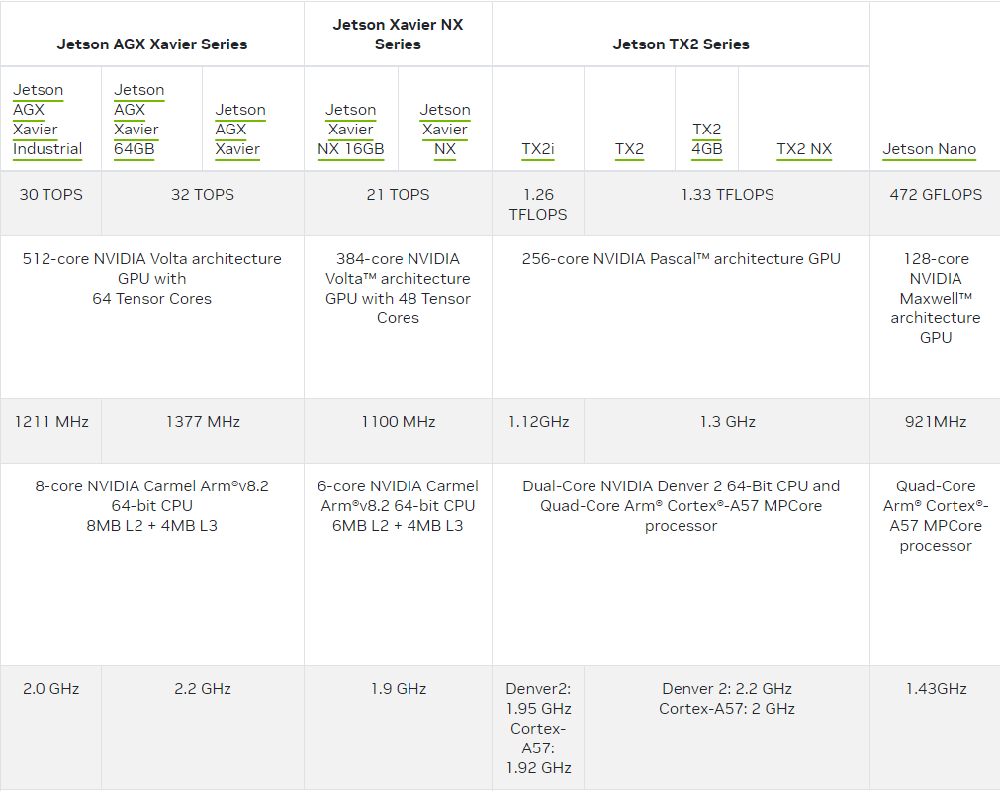 Jetson AGX Xavier Series
Jetson Xavier NX
Series
Jetson TX2 Series
Jetson
AGX
Xavier
Industrial
Jetson
AGX
Xavier
64GB
Jetson
AGX
Xavier
Jetson
Xavier
NX 16GB
Jetson
Xavier
NX
TX2i
TX2
TX2
4GB
TX2 NX
Jetson Nano
30 TOPS
32 TOPS
21 TOPS
1.26
TFLOPS
1.33 TFLOPS
472 GFLOPS
512-core NVIDIA Volta architecture
GPU with
64 Tensor Cores
384-core NVIDIA
Volta™ architecture
GPU with 48 Tensor
Cores
256-core NVIDIA Pascal™ architecture GPU
128-core
NVIDIA
Maxwell™
architecture
GPU
1211 MHz
1377 MHz
1100 MHz
1.12GHz
1.3 GHz
921MHz
8-core NVIDIA Carmel Arm®v8.2
64-bit CPU
8MB L2 + 4MB L3
6-core NVIDIA Carmel
Arm®v8.2 64-bit CPU
6MB L2 + 4MB L3
Dual-Core NVIDIA Denver 2 64-Bit CPU and
Quad-Core Arm® Cortex®-A57 MPCore
processor
Quad-Core
Arm® Cortex®-
A57 MPCore
processor
2.0 GHz
2.2 GHz
1.9 GHz
Denver2:
1.95 GHz
Cortex-
A57:
1.92 GHz
Denver 2: 2.2 GHz
Cortex-A57: 2 GHz
1.43GHz